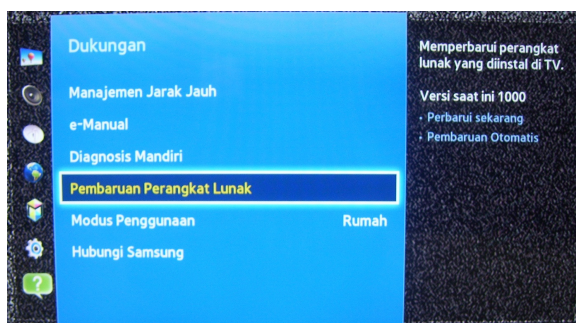 Dukungan
Manajemen Jarak Jauh
e-Manual
Diagnosis Mandiri
Pembaruan Perangkat Lunak
Modus Penggunaan Rumah
Hubungi Samsung
Memperbarui perangkat
lunak yang diinstal di TV.
Versi saat ini 1000
• Perbarui sekarang
• Pembaruan Otomatis